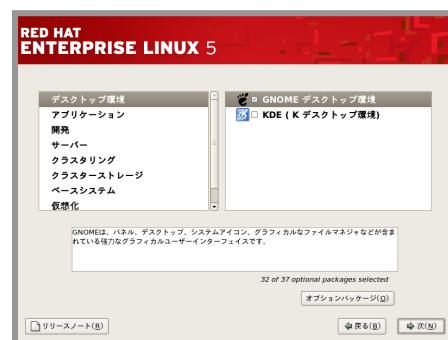 RED HAT
ENTERPRISE LINUX 5
デスクトップ環境
アプリケーション
開発
サーバー
クラスタリング
クラスターストレージ
ベースシステム
仮想化
GNOME デスクトップ環境
KDE ( K デスクトップ環境)
GNOMEは、パネル、デスクトップ、システムアイコン、グラフィカルなファイルマネジャなどが含ま
れている強力なグラフィカルユーザーインターフェイスです。
32 of 37 optional packages selected
オプションパッケージ(O)
リリースノート(R)
戻る(B)
次(N)